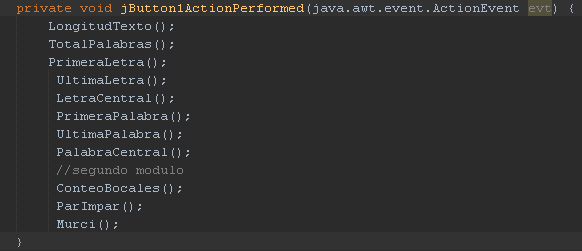 private void jButton1ActionPerformed(java.awt.event.ActionEvent evt) {
LongitudTexto();
TotalPalabras();
PrimeraLetra();
UltimaLetra();
LetraCentral();
PrimeraPalabra();
UltimaPalabra();
PalabraCentral();
//segundo modulo
ConteoBocales();
ParImpar();
Murci();
}